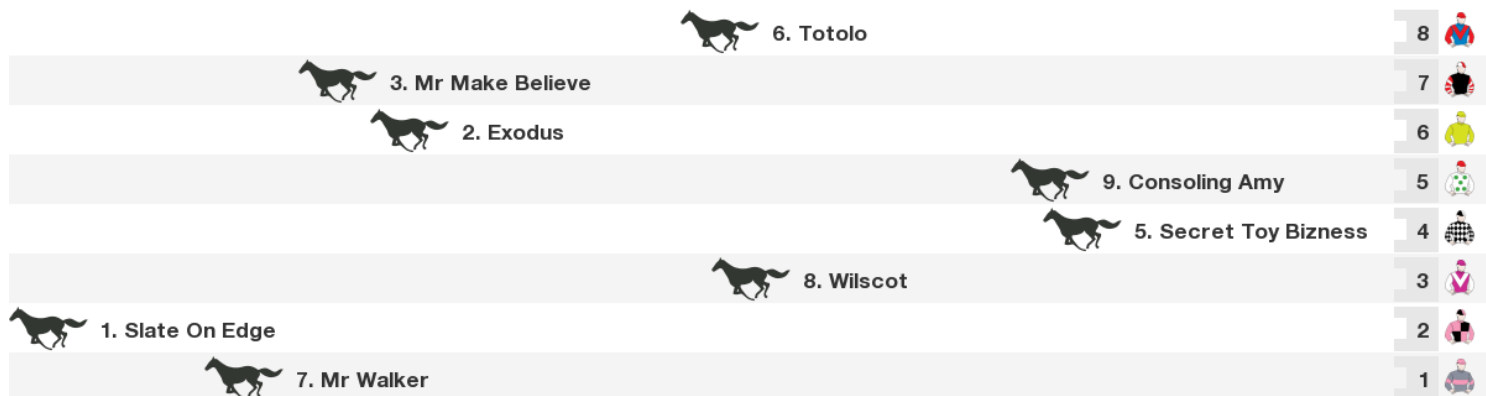 6. Totolo 8
3. Mr Make Believe 7
2. Exodus 6
9. Consoling Amy 5
5. Secret Toy Bizness 4
8. Wilscot 3
1. Slate On Edge 2
7. Mr Walker 1